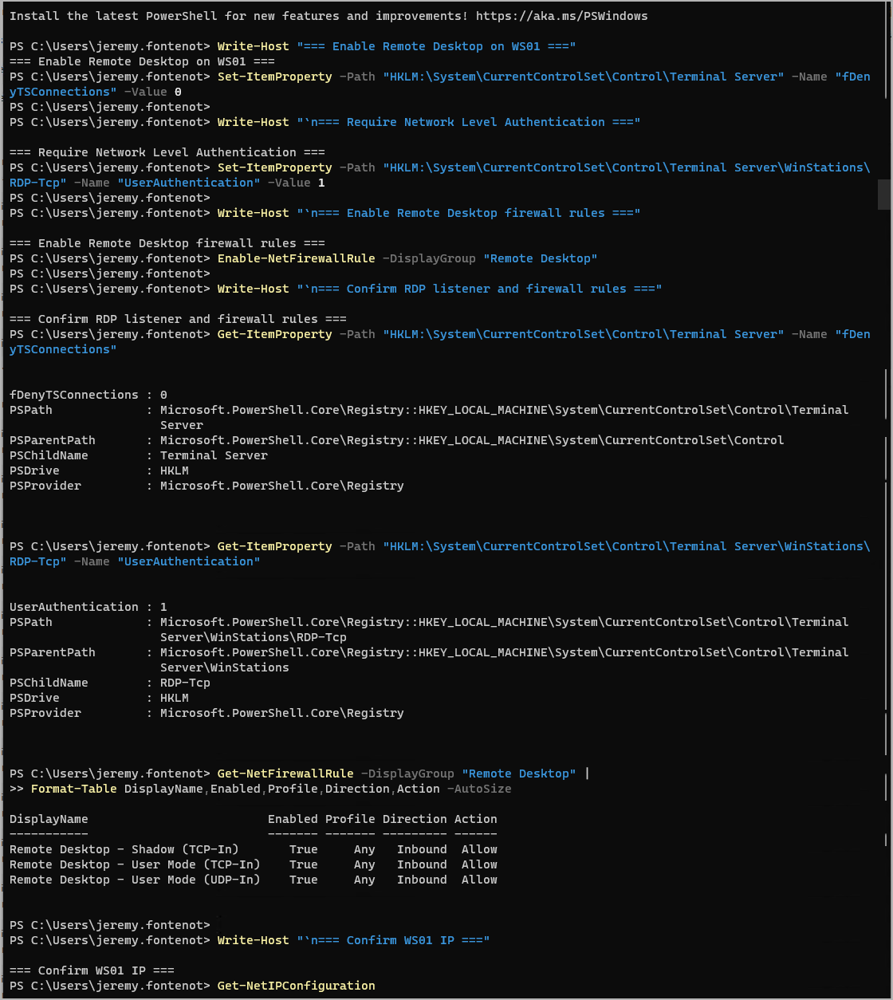 Install the latest PowerShell for new features and improvements! https://aka.ms/PSWindows
PS C:\Users\jeremy.fontenot> Write-Host "=== Enable Remote Desktop on WS01 ==="
=== Enable Remote Desktop on WS01 ===
PS C:\Users\jeremy.fontenot> Set-ItemProperty -Path "HKLM:\System\CurrentControlSet\Control\Terminal Server" -Name "fDen
yTSConnections" -Value 0
PS C:\Users\jeremy.fontenot>
PS C:\Users\jeremy.fontenot> Write-Host "`n=== Require Network Level Authentication ==="
=== Require Network Level Authentication ===
PS C:\Users\jeremy.fontenot> Set-ItemProperty -Path "HKLM:\System\CurrentControlSet\Control\Terminal Server\WinStations\
RDP-Tcp" -Name "UserAuthentication" -Value 1
PS C:\Users\jeremy.fontenot>
PS C:\Users\jeremy.fontenot> Write-Host "`n=== Enable Remote Desktop firewall rules ==="
=== Enable Remote Desktop firewall rules ===
PS C:\Users\jeremy.fontenot> Enable-NetFirewallRule -DisplayGroup "Remote Desktop"
PS C:\Users\jeremy.fontenot>
PS C:\Users\jeremy.fontenot> Write-Host "`n=== Confirm RDP listener and firewall rules ==="
=== Confirm RDP listener and firewall rules ===
PS C:\Users\jeremy.fontenot> Get-ItemProperty -Path "HKLM:\System\CurrentControlSet\Control\Terminal Server" -Name "fDen
yTSConnections"
fDenyTSConnections : 0
PSPath             : Microsoft.PowerShell.Core\Registry::HKEY_LOCAL_MACHINE\System\CurrentControlSet\Control\Terminal
                     Server
PSParentPath       : Microsoft.PowerShell.Core\Registry::HKEY_LOCAL_MACHINE\System\CurrentControlSet\Control
PSChildName        : Terminal Server
PSDrive            : HKLM
PSProvider         : Microsoft.PowerShell.Core\Registry
PS C:\Users\jeremy.fontenot> Get-ItemProperty -Path "HKLM:\System\CurrentControlSet\Control\Terminal Server\WinStations\
RDP-Tcp" -Name "UserAuthentication"
UserAuthentication : 1
PSPath             : Microsoft.PowerShell.Core\Registry::HKEY_LOCAL_MACHINE\System\CurrentControlSet\Control\Terminal
                     Server\WinStations\RDP-Tcp
PSParentPath       : Microsoft.PowerShell.Core\Registry::HKEY_LOCAL_MACHINE\System\CurrentControlSet\Control\Terminal
                     Server\WinStations
PSChildName        : RDP-Tcp
PSDrive            : HKLM
PSProvider         : Microsoft.PowerShell.Core\Registry
PS C:\Users\jeremy.fontenot> Get-NetFirewallRule -DisplayGroup "Remote Desktop" |
>> Format-Table DisplayName,Enabled,Profile,Direction,Action -AutoSize
DisplayName                         Enabled Profile Direction Action
-----------                         ------- ------- --------- ------
Remote Desktop - Shadow (TCP-In)       True     Any   Inbound  Allow
Remote Desktop - User Mode (TCP-In)    True     Any   Inbound  Allow
Remote Desktop - User Mode (UDP-In)    True     Any   Inbound  Allow
PS C:\Users\jeremy.fontenot>
PS C:\Users\jeremy.fontenot> Write-Host "`n=== Confirm WS01 IP ==="
=== Confirm WS01 IP ===
PS C:\Users\jeremy.fontenot> Get-NetIPConfiguration